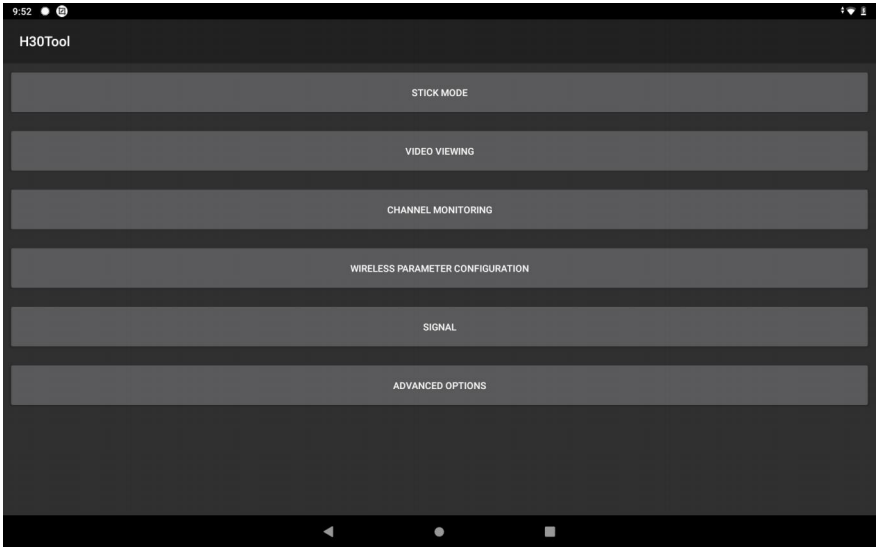 9:52
H30Tool
STICK MODE
VIDEO VIEWING
CHANNEL MONITORING
WIRELESS PARAMETER CONFIGURATION
SIGNAL
ADVANCED OPTIONS